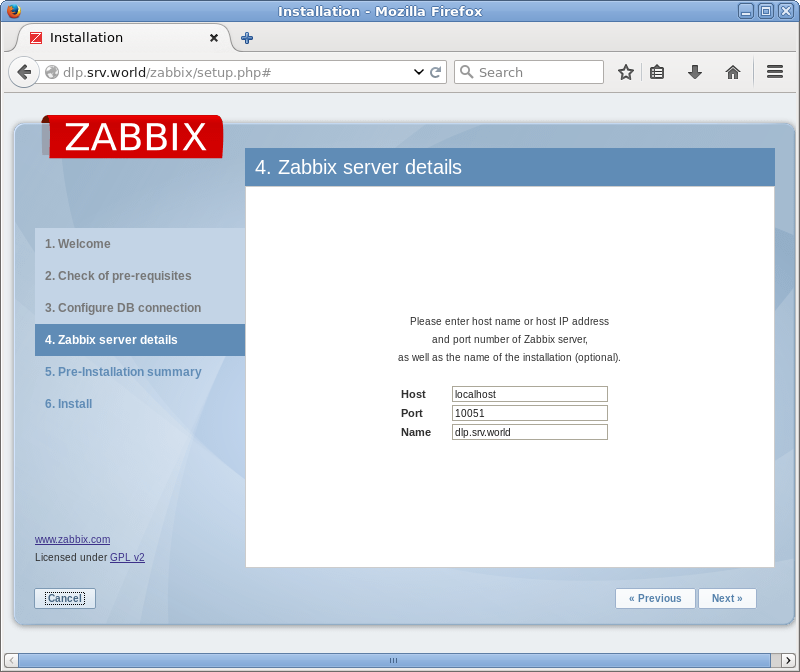 Installation - Mozilla Firefox
Installation
dlp.srv.world/zabbix/setup.php#
Search
ZABBIX
4. Zabbix server details
1. Welcome
2. Check of pre-requisites
3. Configure DB connection
4. Zabbix server details
5. Pre-Installation summary
6. Install
Please enter host name or host IP address
and port number of Zabbix server,
as well as the name of the installation (optional).
Host localhost
Port 10051
Name dlp.srv.world
www.zabbix.com
Licensed under GPL v2
Cancel
« Previous Next »